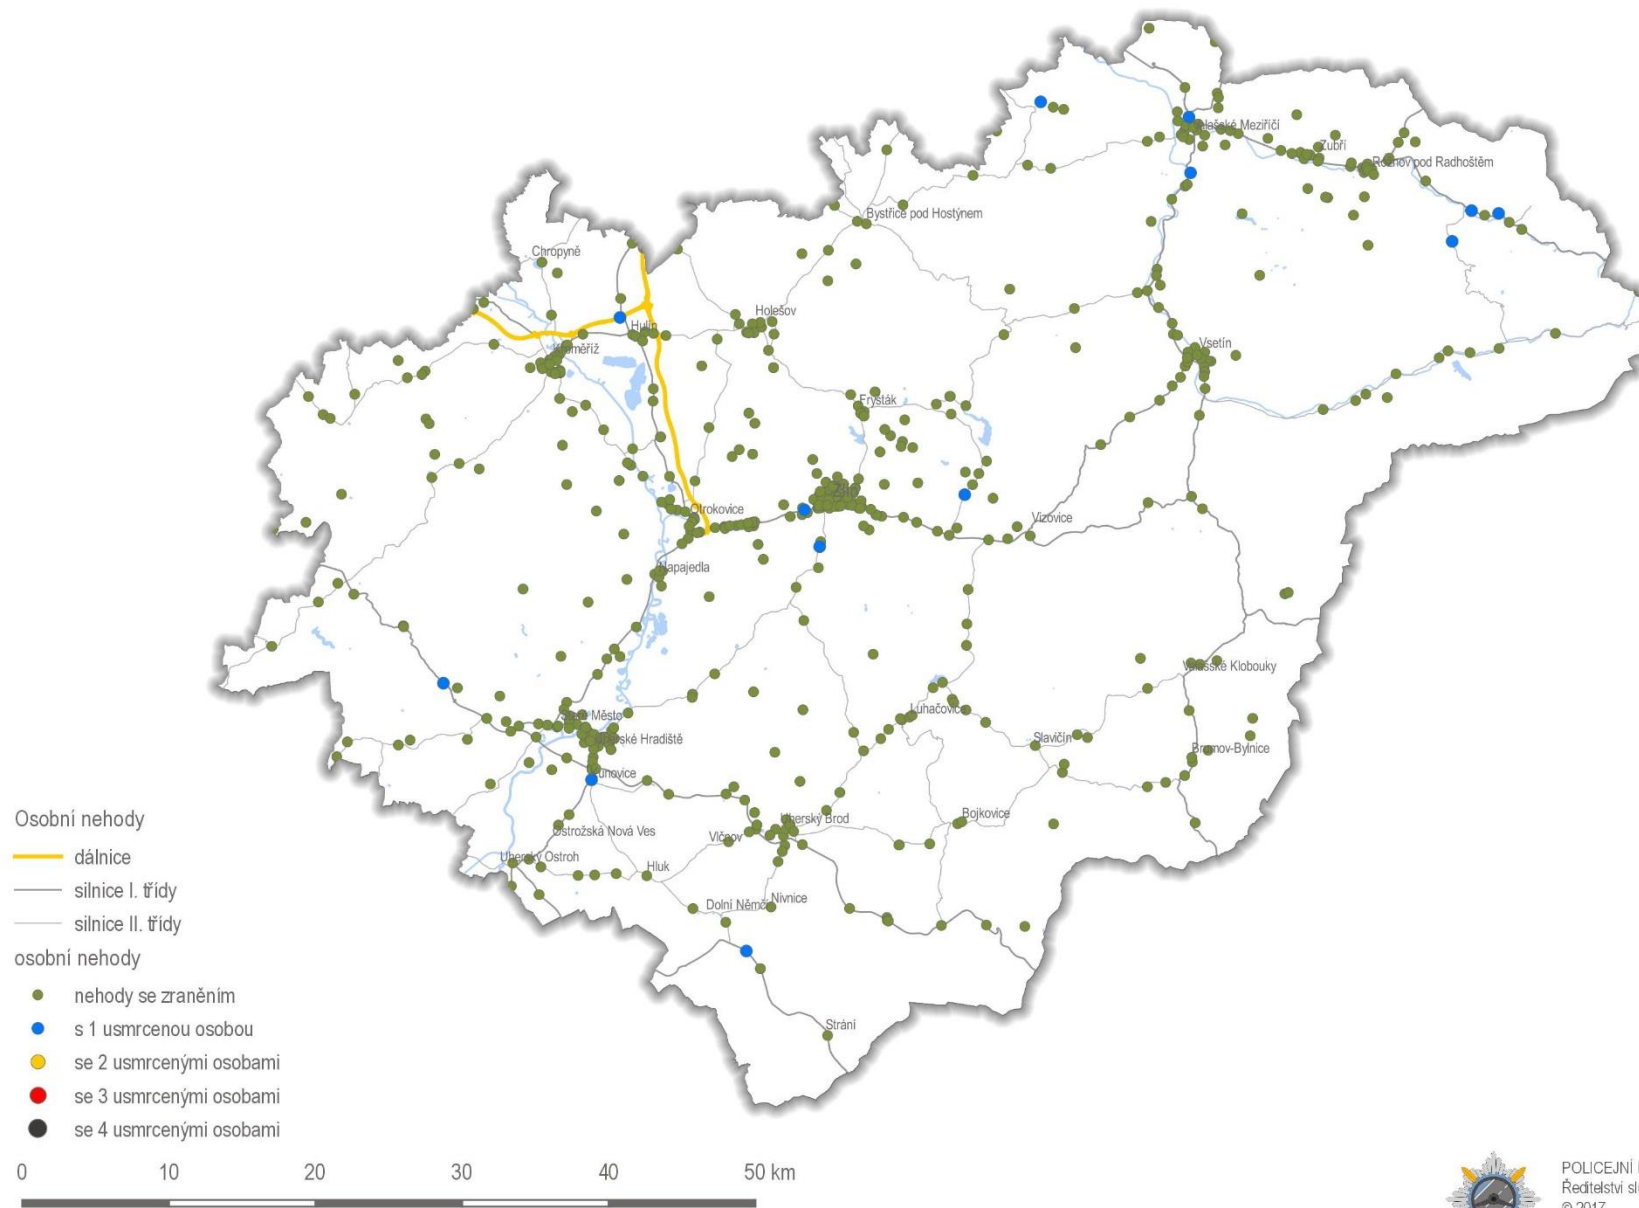 Valašské Meziříčí
Zubří
Rožnov pod Radhoštěm
Bystřice pod Hostýnem
Chropyně
Holešov
Hulín
Kroměříž
Vsetín
Fryšták
Zlín
Otrokovice
Vizovice
Napajedla
Valašské Klobouky
Luhačovice
Staré Město
Uherské Hradiště
Slavičín
Brumov-Bylnice
Kunovice
Bojkovice
Uherský Brod
Ostrožská Nová Ves
Vlčnov
Uherský Ostroh
Hluk
Dolní Němčí
Nivnice
Strání
Osobní nehody
dálnice
silnice I. třídy
silnice II. třídy
osobní nehody
nehody se zraněním
s 1 usmrcenou osobou
se 2 usmrcenými osobami
se 3 usmrcenými osobami
se 4 usmrcenými osobami
0 10 20 30 40 50 km
POLICEJNÍ
Ředitelství
© 2017